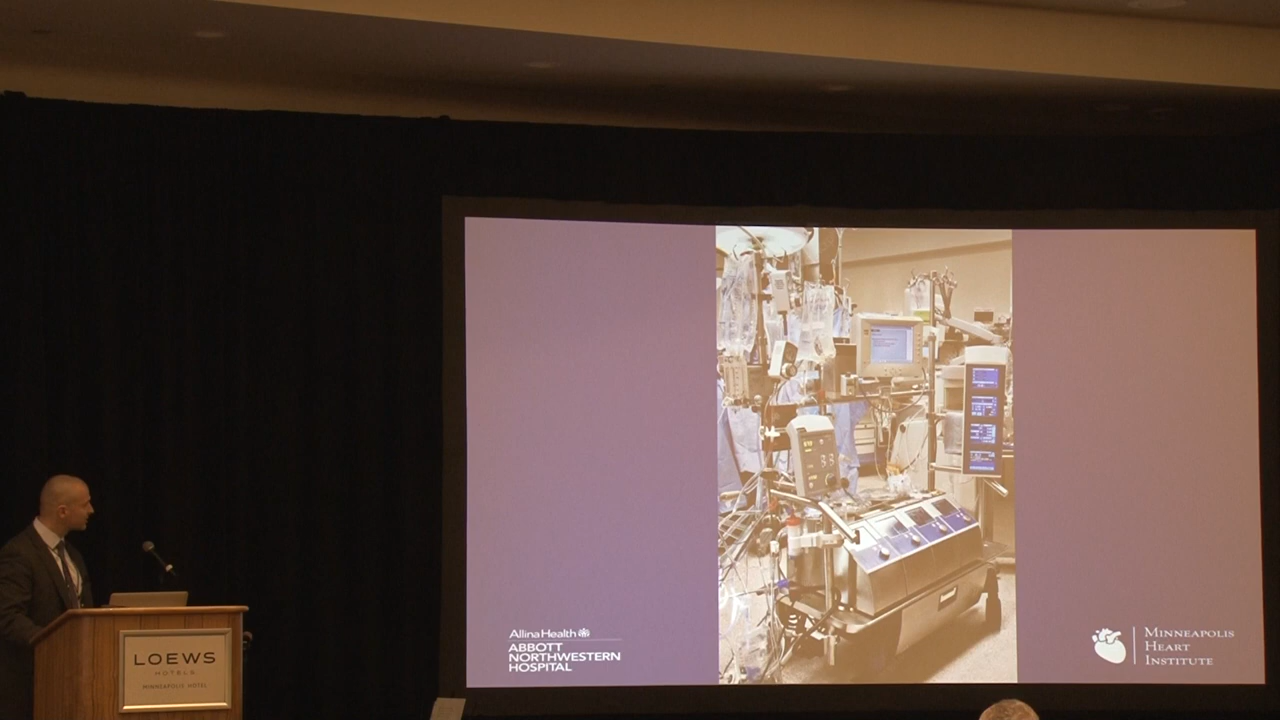 Allina Health
ABBOTT
NORTHWESTERN
HOSPITAL
MINNEAPOLIS
HEART
INSTITUTE
LOEWS
HOTELS
MINNEAPOLIS HOTEL